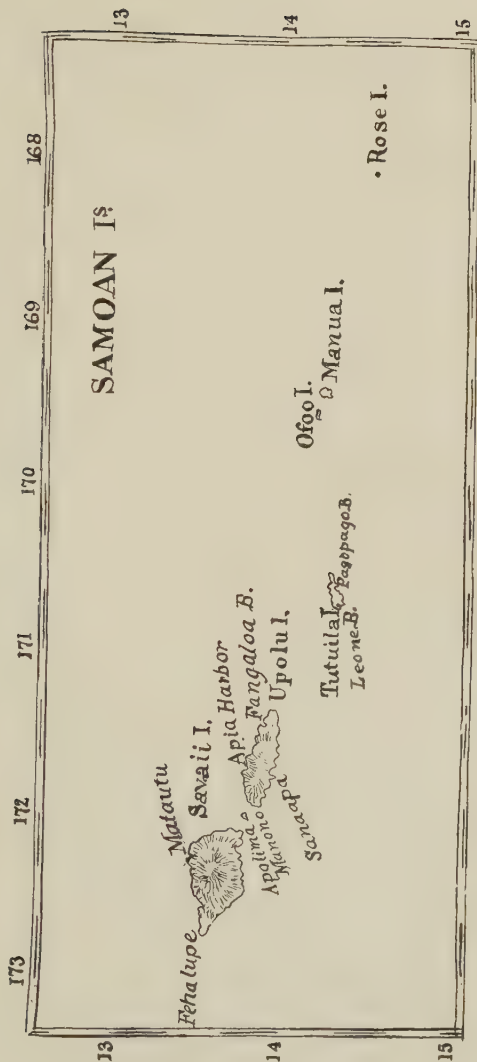 SAMOAN Is
173
172
171
170
169
168
13
14
15
13
14
15
Fehalupe
Matautu
Savaii I.
Apia Harbor
Fangaloa B.
Upolu I.
Apalima
Manono
Sanaapa
Tutuila I.
Pagopago B.
Leone B.
Ofoo I.
Manua I.
Rose I.